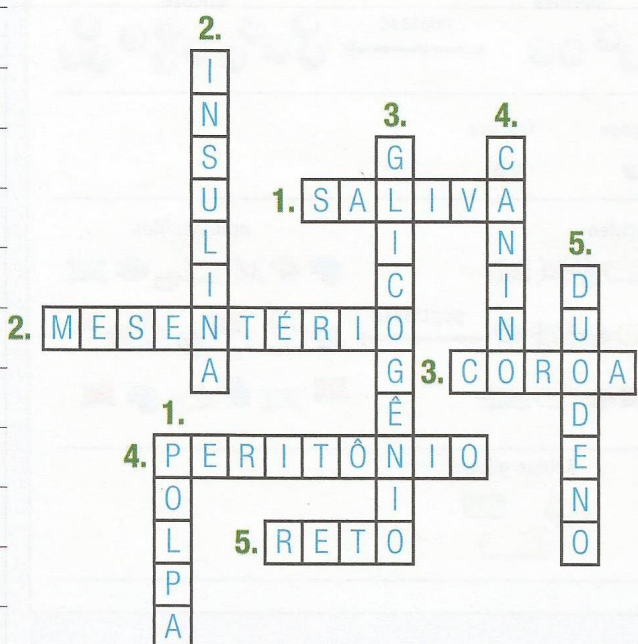 2. INSULINA
3. GLICOGÊNIO
4. CANINO
1. SALIVA
5. DUODENO
2. MESENTÉRIO
3. COROA
1. POLPA
4. PERITÔNIO
5. RETO